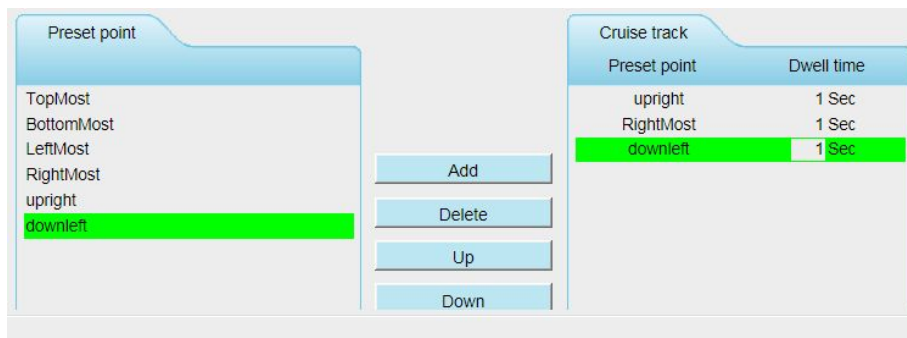 Preset point
TopMost
BottomMost
LeftMost
RightMost
upright
downleft
Add
Delete
Up
Down
Cruise track
Preset point Dwell time
upright 1 Sec
RightMost 1 Sec
downleft 1 Sec